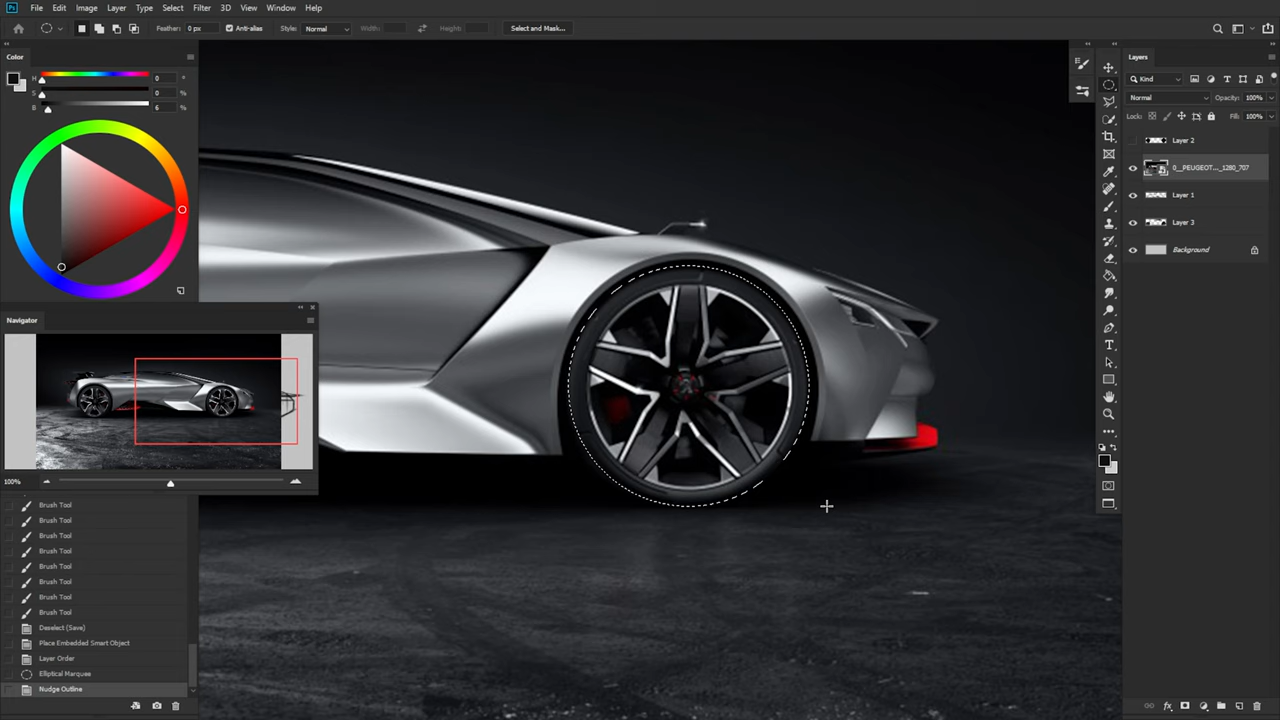 Ps File Edit Image Layer Type Select Filter 3D View Window Help
Feather: 0 px Anti-alias Style: Normal Width: Height: Select and Mask...
Color
H 0 °
S 0 %
B 6 %
Navigator
100%
Brush Tool
Brush Tool
Brush Tool
Brush Tool
Brush Tool
Brush Tool
Brush Tool
Brush Tool
Deselect (Save)
Place Embedded Smart Object
Layer Order
Elliptical Marquee
Nudge Outline
Layers
Kind
Normal Opacity: 100%
Lock: Fill: 100%
Layer 2
0__PEUGEOT..._1280_707
Layer 1
Layer 3
Background